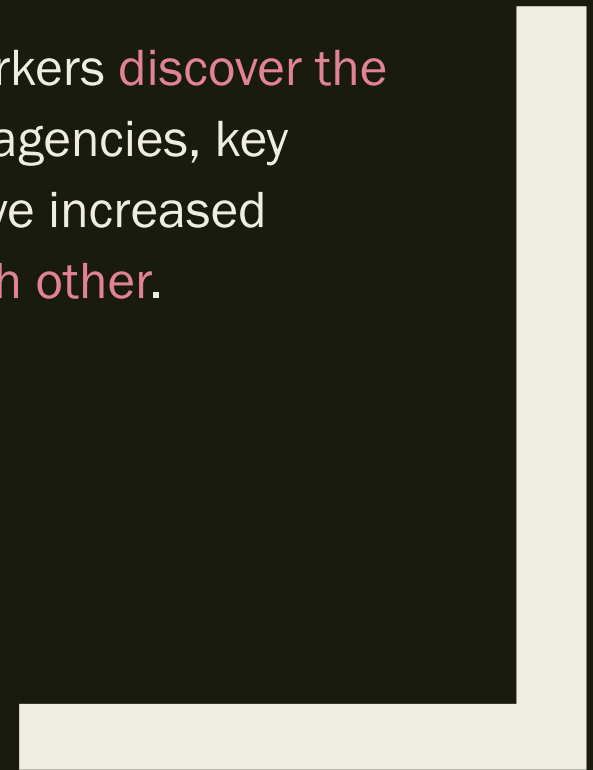 rkers discover the
agencies, key
ve increased
h other.